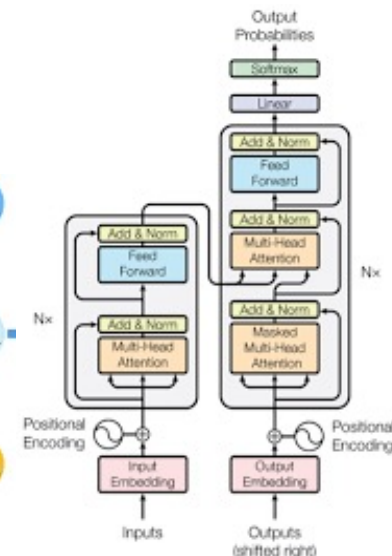 Output
Probabilities
Softmax
Linear
Add & Norm
Feed
Forward
Add & Norm
Multi-Head
Attention
Nx
Add & Norm
Masked
Multi-Head
Attention
Positional
Encoding
Output
Embedding
Outputs
(shifted right)
Add & Norm
Feed
Forward
Nx
Add & Norm
Multi-Head
Attention
Positional
Encoding
Input
Embedding
Inputs